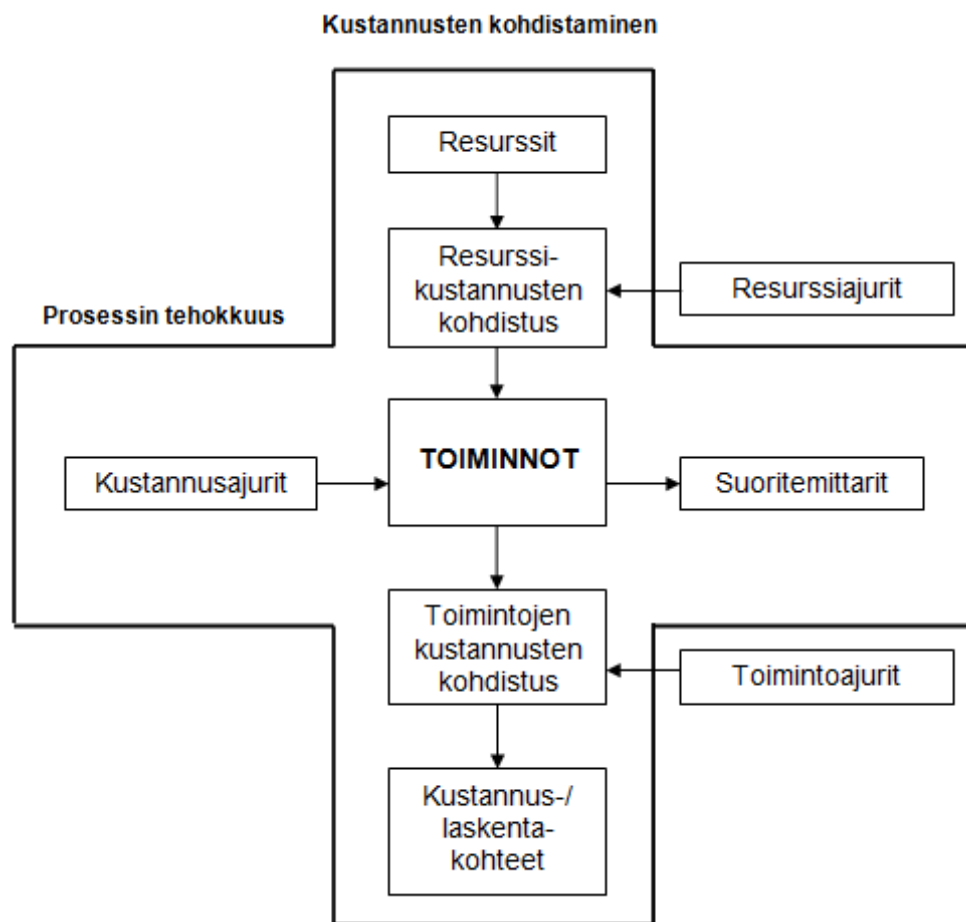 Kustannusten kohdistaminen
Resurssit
Resurssi-
kustannusten
kohdistus
Resurssiajurit
Prosessin tehokkuus
Kustannusajurit
TOIMINNOT
Suoritemittarit
Toimintojen
kustannusten
kohdistus
Toimintoajurit
Kustannus-/
laskenta-
kohteet